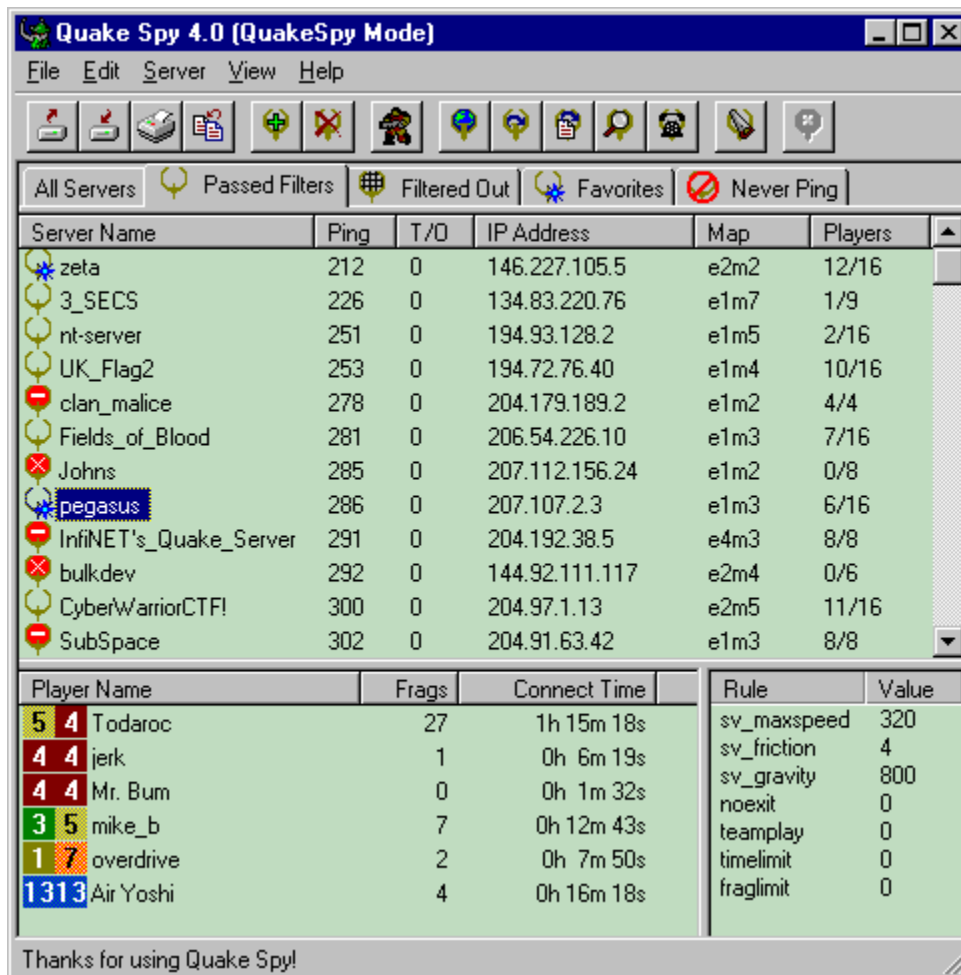 Quake Spy 4.0 (QuakeSpy Mode)
File Edit Server View Help
All Servers Passed Filters Filtered Out Favorites Never Ping
Server Name Ping T/O IP Address Map Players
zeta 212 0 146.227.105.5 e2m2 12/16
3_SECS 226 0 134.83.220.76 e1m7 1/9
nt-server 251 0 194.93.128.2 e1m5 2/16
UK_Flag2 253 0 194.72.76.40 e1m4 10/16
clan_malice 278 0 204.179.189.2 e1m2 4/4
Fields_of_Blood 281 0 206.54.226.10 e1m3 7/16
Johns 285 0 207.112.156.24 e1m2 0/8
pegasus 286 0 207.107.2.3 e1m3 6/16
InfiNET's_Quake_Server 291 0 204.192.38.5 e4m3 8/8
bulkdev 292 0 144.92.111.117 e2m4 0/6
CyberWarriorCTF! 300 0 204.97.1.13 e2m5 11/16
SubSpace 302 0 204.91.63.42 e1m3 8/8
Player Name Frags Connect Time
5 4 Todaroc 27 1h 15m 18s
4 4 jerk 1 0h 6m 19s
4 4 Mr. Bum 0 0h 1m 32s
3 5 mike_b 7 0h 12m 43s
1 7 overdrive 2 0h 7m 50s
13 13 Air Yoshi 4 0h 16m 18s
Rule Value
sv_maxspeed 320
sv_friction 4
sv_gravity 800
noexit 0
teamplay 0
timelimit 0
fraglimit 0
Thanks for using Quake Spy!